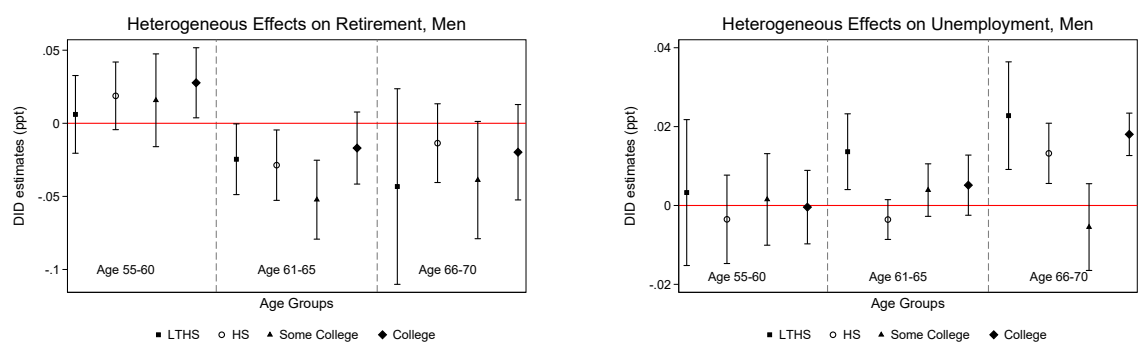 Heterogeneous Effects on Retirement, Men
DID estimates (ppt)
.05
0
-.05
-.1
Age 55-60
Age 61-65
Age 66-70
Age Groups
LTHS HS Some College College
Heterogeneous Effects on Unemployment, Men
DID estimates (ppt)
.04
.02
0
-.02
Age 55-60
Age 61-65
Age 66-70
Age Groups
LTHS HS Some College College